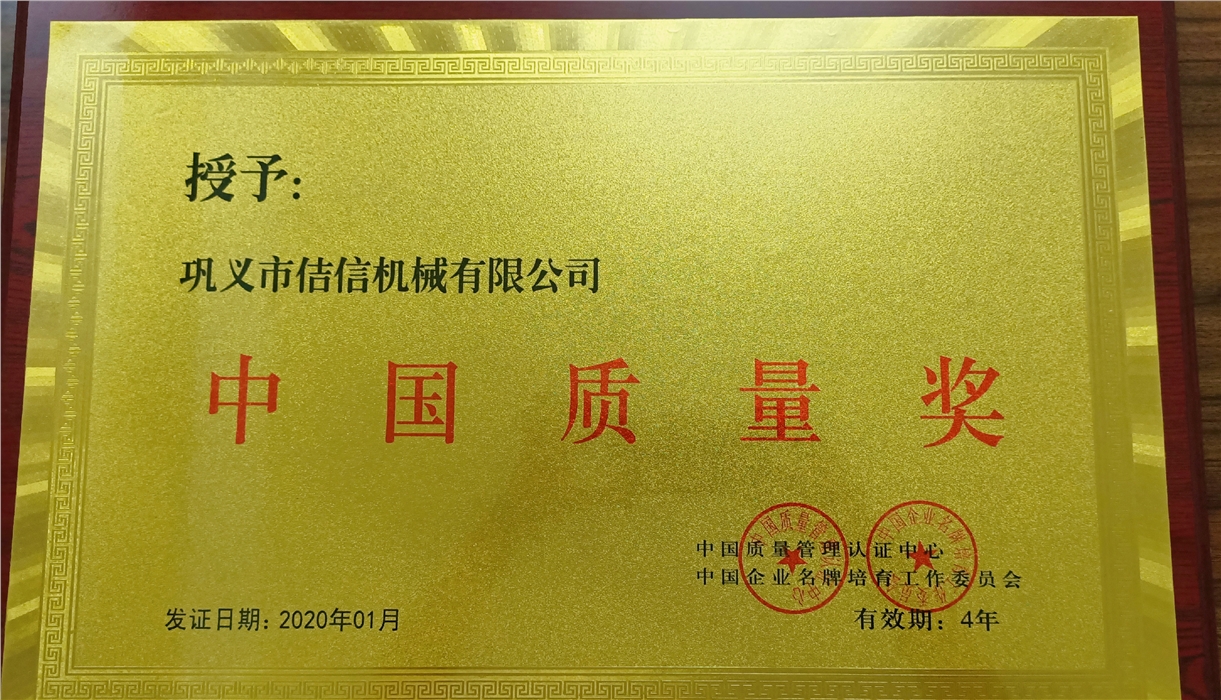 授予:
巩义市佶信机械有限公司
中国质量奖
中国质量管理认证中心
中国企业名牌培育工作委员会
发证日期: 2020年01月
有效期: 4年